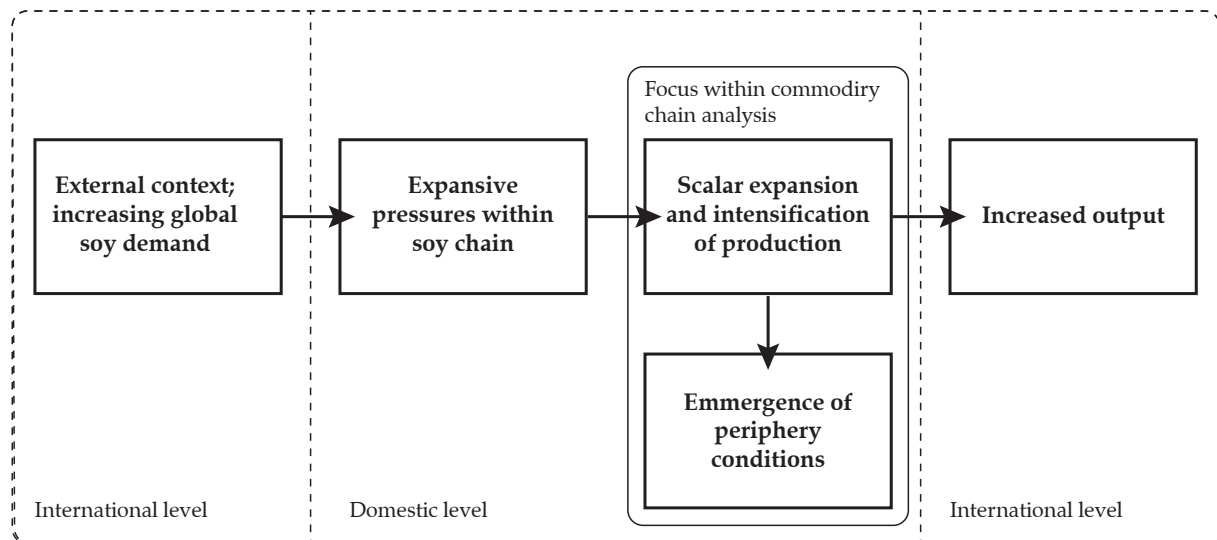 Focus within commodiry
chain analysis
External context;
increasing global
soy demand
Expansive
pressures within
soy chain
Scalar expansion
and intensification
of production
Increased output
Emmergence of
periphery
conditions
International level
Domestic level
International level